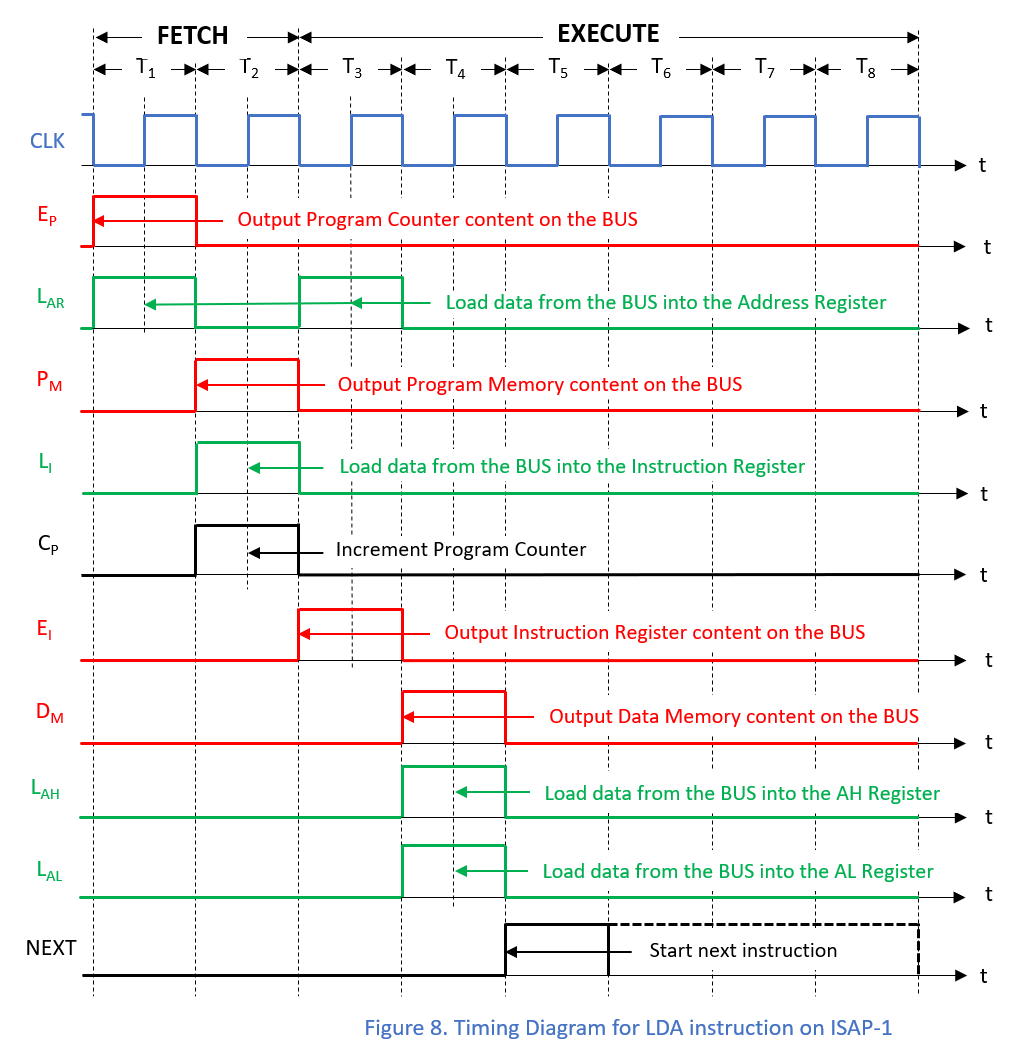 FETCH EXECUTE
T1 T2 T3 T4 T5 T6 T7 T8
CLK t
EP Output Program Counter content on the BUS t
LAR Load data from the BUS into the Address Register t
PM Output Program Memory content on the BUS t
LI Load data from the BUS into the Instruction Register t
CP Increment Program Counter t
EI Output Instruction Register content on the BUS t
DM Output Data Memory content on the BUS t
LAH Load data from the BUS into the AH Register t
LAL Load data from the BUS into the AL Register t
NEXT Start next instruction t
Figure 8. Timing Diagram for LDA instruction on ISAP-1